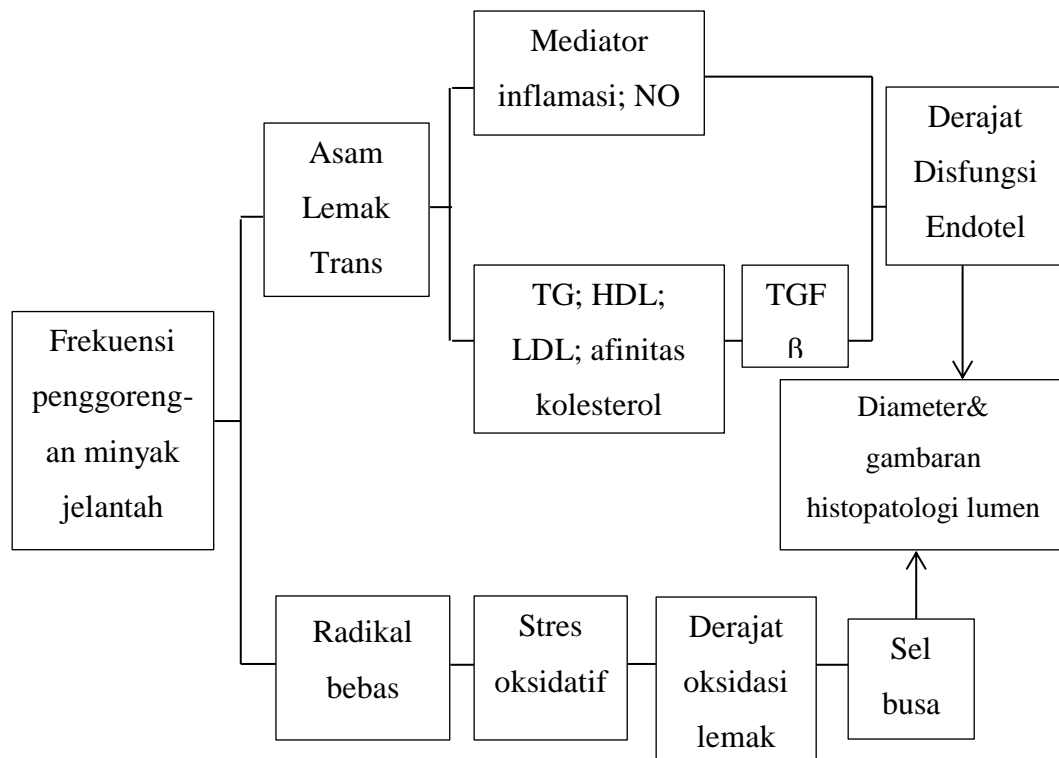 Mediator
inflamasi; NO
Derajat
Disfungsi
Endotel
Asam
Lemak
Trans
TG; HDL;
LDL; afinitas
kolesterol
TGF
β
Frekuensi
penggoreng-
an minyak
jelantah
Diameter&
gambaran
histopatologi lumen
Radikal
bebas
Stres
oksidatif
Derajat
oksidasi
lemak
Sel
busa